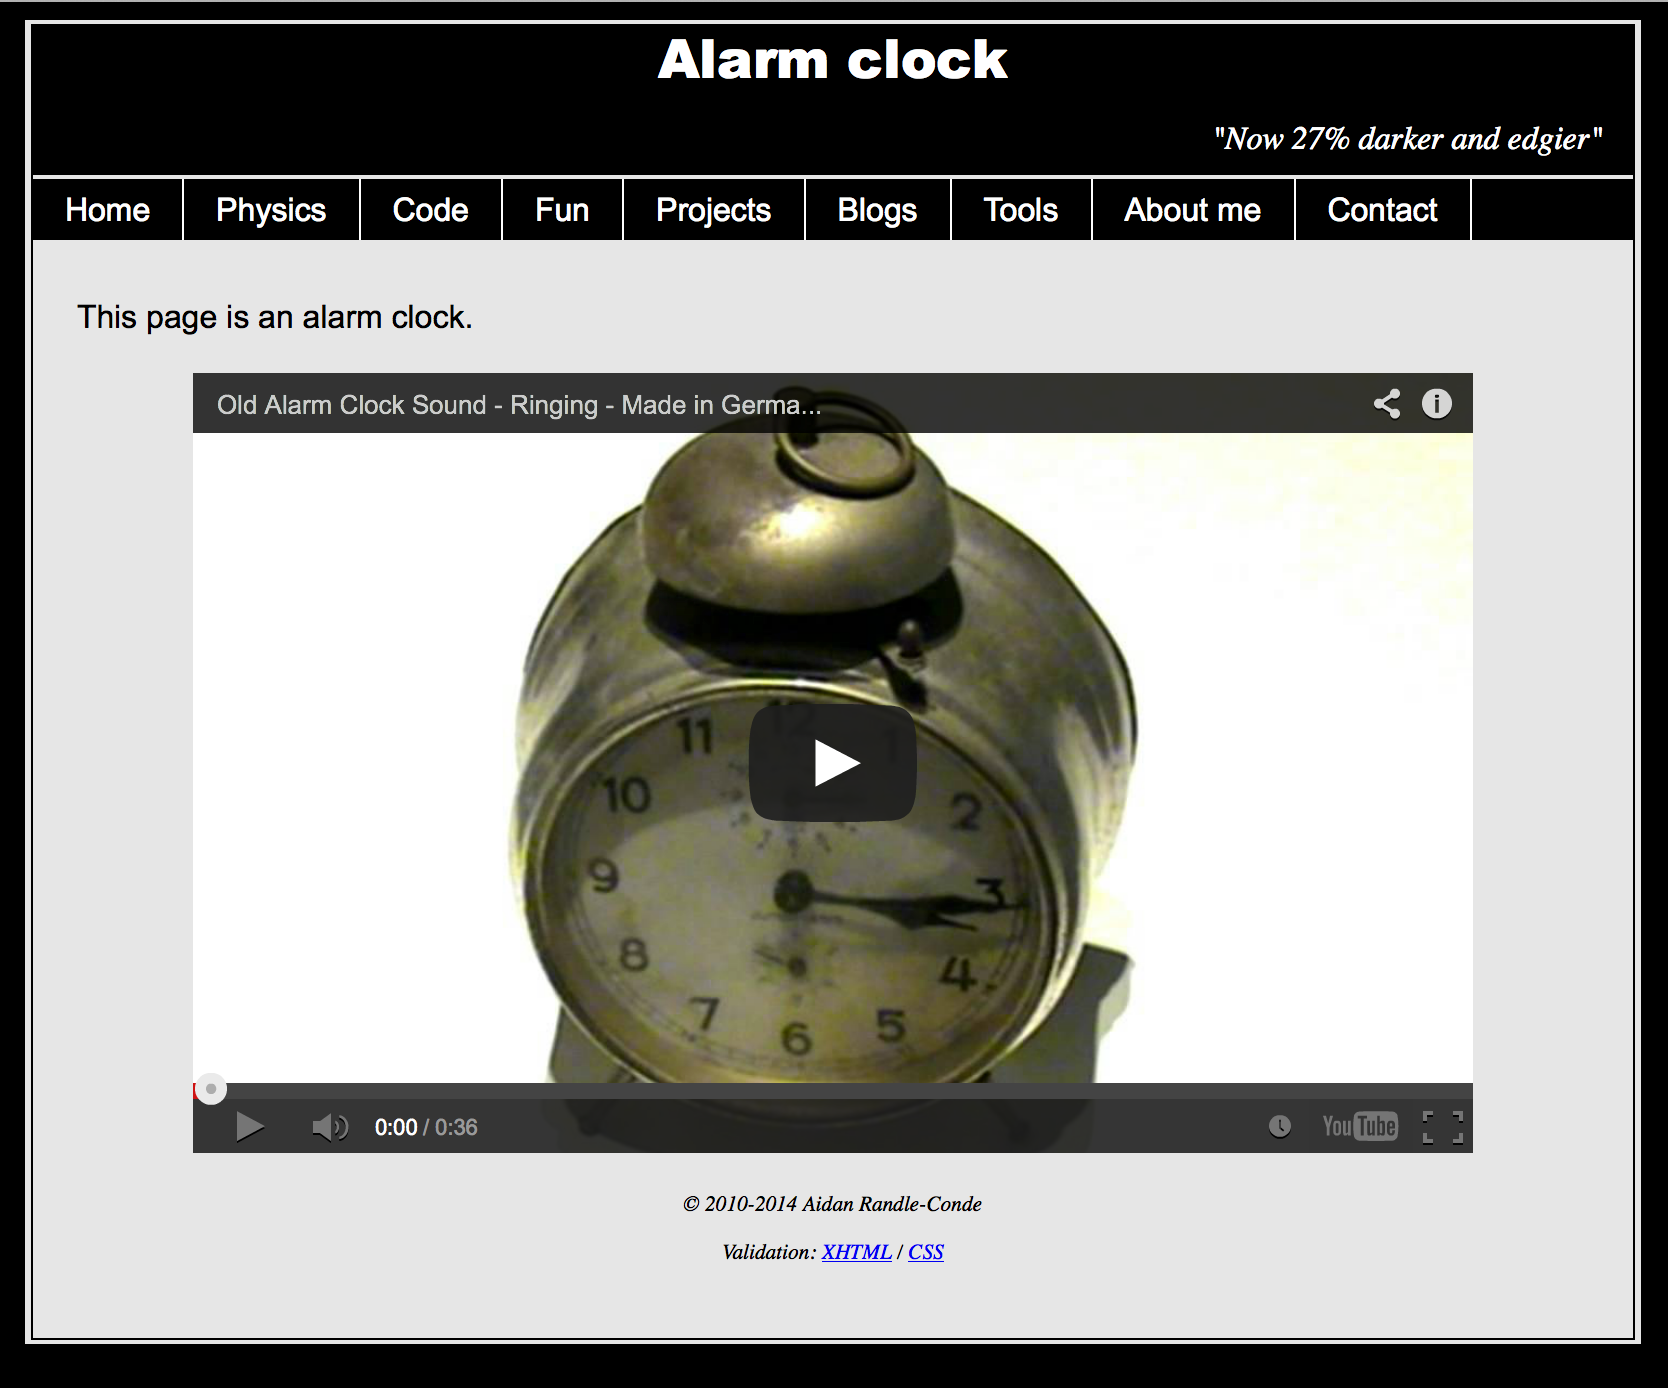 Alarm clock
"Now 27% darker and edgier"
Home Physics Code Fun Projects Blogs Tools About me Contact
This page is an alarm clock.
Old Alarm Clock Sound - Ringing - Made in Germa...
12
11 1
10 2
9 3
8 4
7 5
6
0:00 / 0:36 YouTube
© 2010-2014 Aidan Randle-Conde
Validation: XHTML / CSS